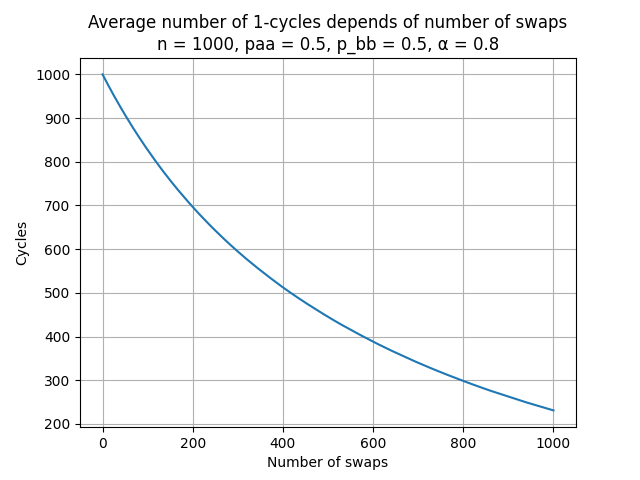 Average number of 1-cycles depends of number of swaps
n = 1000, paa = 0.5, p_bb = 0.5, α = 0.8
1000
900
800
700
600
500
400
300
200
Cycles
0 200 400 600 800 1000
Number of swaps